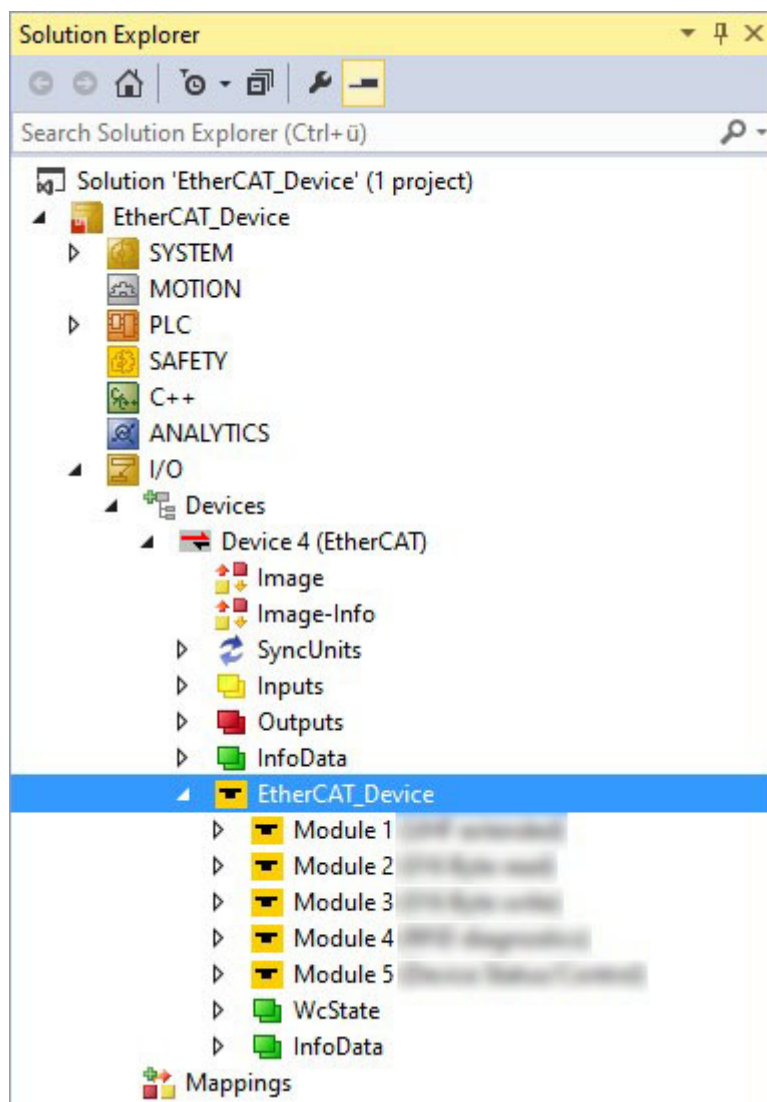 Solution Explorer
Search Solution Explorer (Ctrl+ü)
Solution 'EtherCAT_Device' (1 project)
EtherCAT_Device
SYSTEM
MOTION
PLC
SAFETY
C++
ANALYTICS
I/O
Devices
Device 4 (EtherCAT)
Image
Image-Info
SyncUnits
Inputs
Outputs
InfoData
EtherCAT_Device
Module 1
Module 2
Module 3
Module 4
Module 5
WcState
InfoData
Mappings